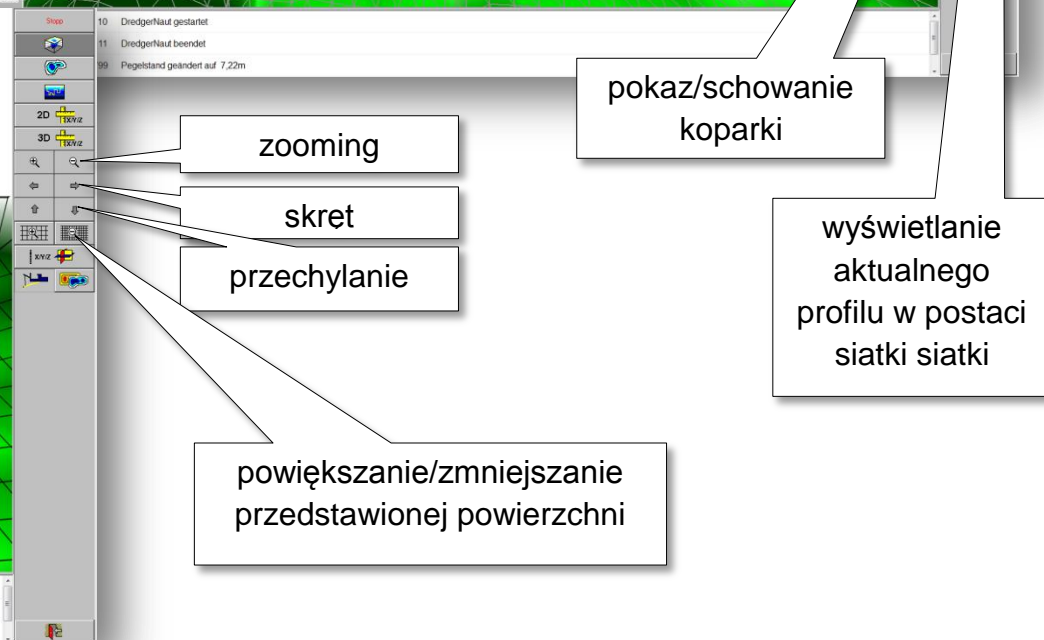 Stopp
10 DredgerNaut gestartet
11 DredgerNaut beendet
99 Pegelstand geändert auf 7,22m
2D X/Y/Z
3D X/Y/Z
X/Y/Z
pokaz/schowanie
koparki
zooming
skręt
przechylanie
wyświetlanie
aktualnego
profilu w postaci
siatki siatki
powiększanie/zmniejszanie
przedstawionej powierzchni